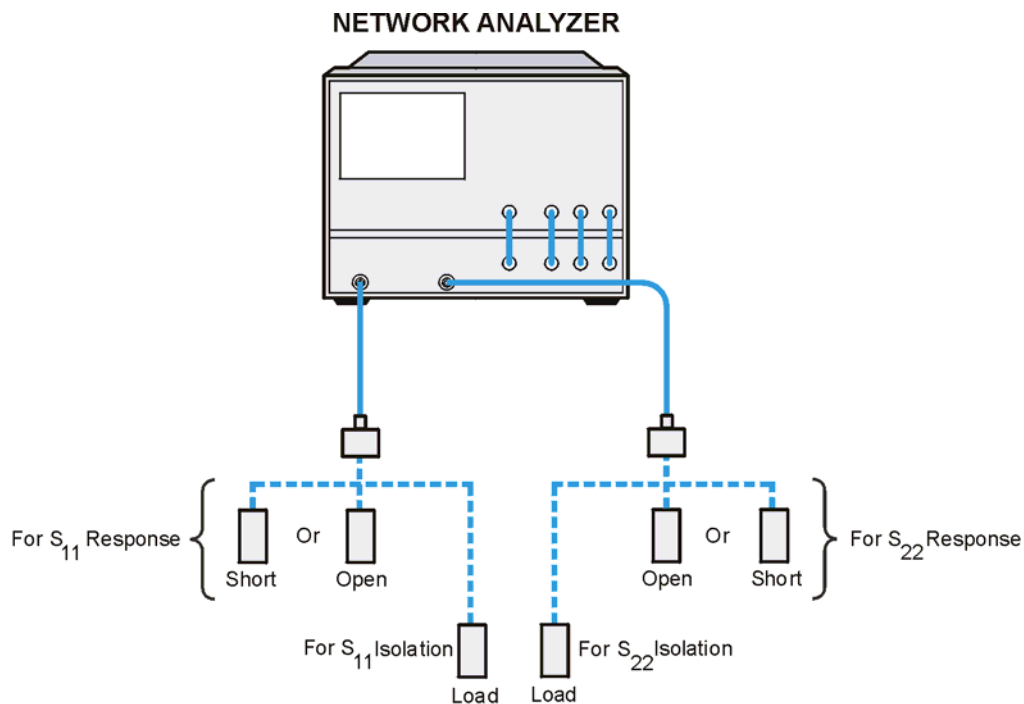 NETWORK ANALYZER
For S11 Response
Short
Or
Open
Open
Or
Short
For S22 Response
For S11 Isolation
Load
Load
For S22 Isolation